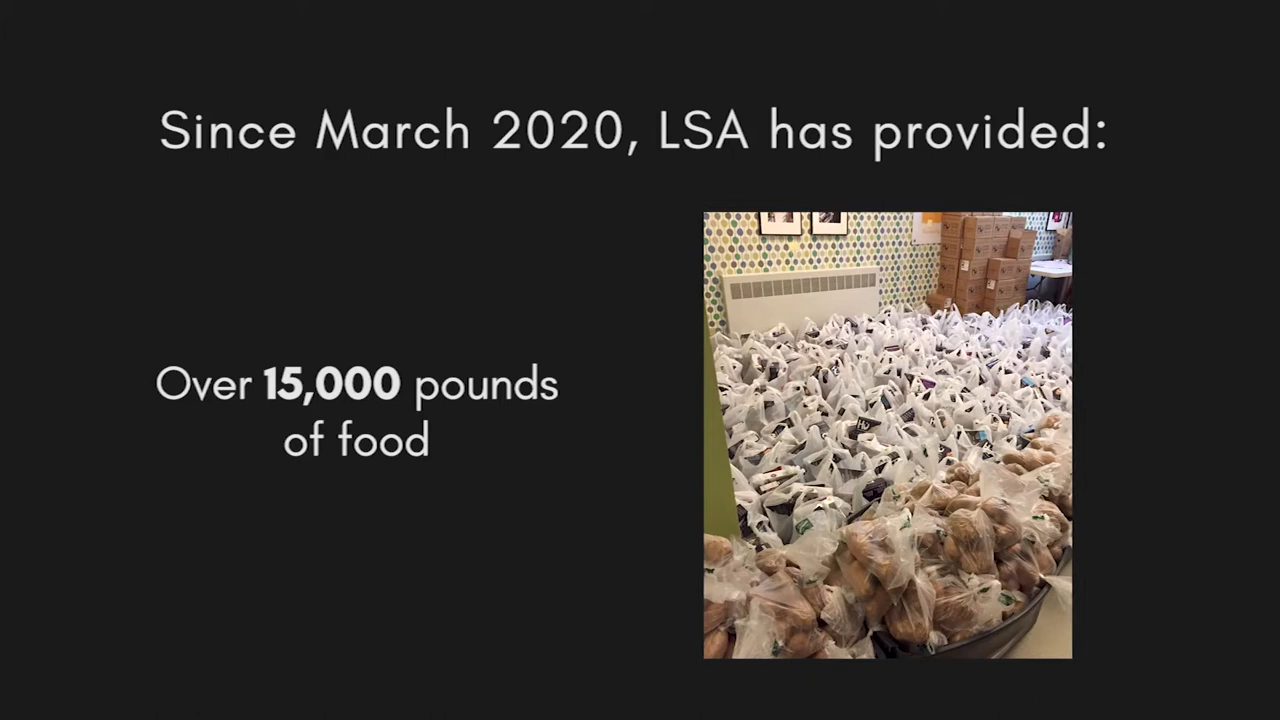 Since March 2020, LSA has provided:
Over 15,000 pounds
of food